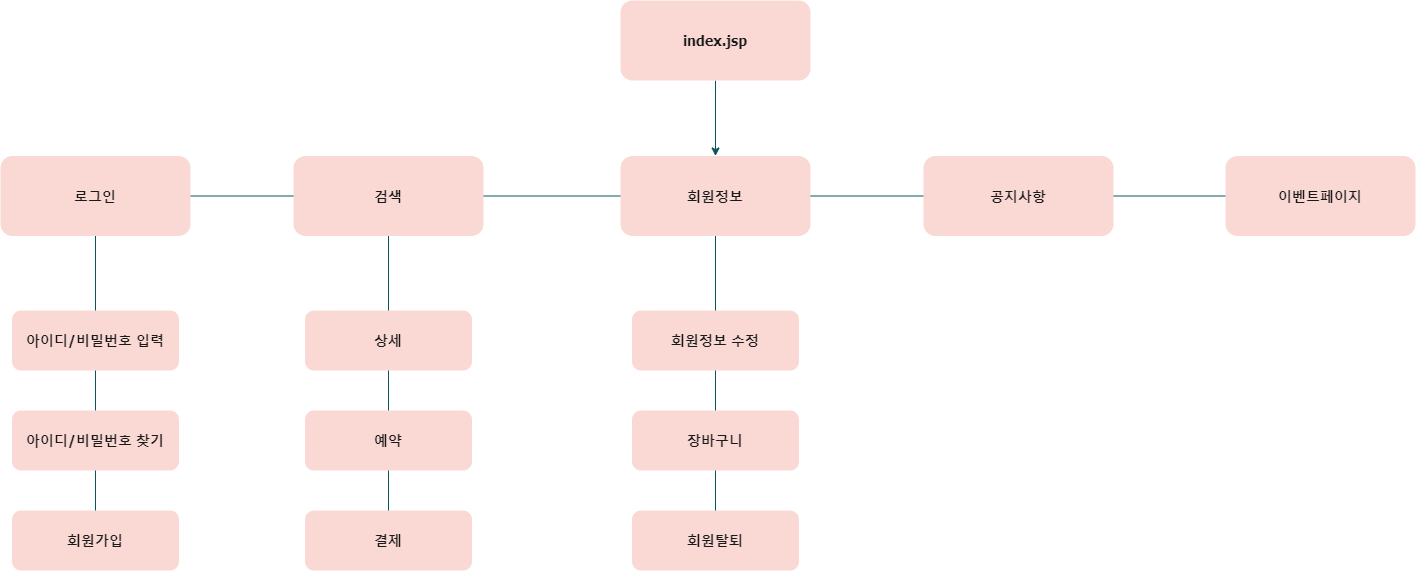 index.jsp
로그인
검색
회원정보
공지사항
이벤트페이지
아이디/비밀번호 입력
상세
회원정보 수정
아이디/비밀번호 찾기
예약
장바구니
회원가입
결제
회원탈퇴